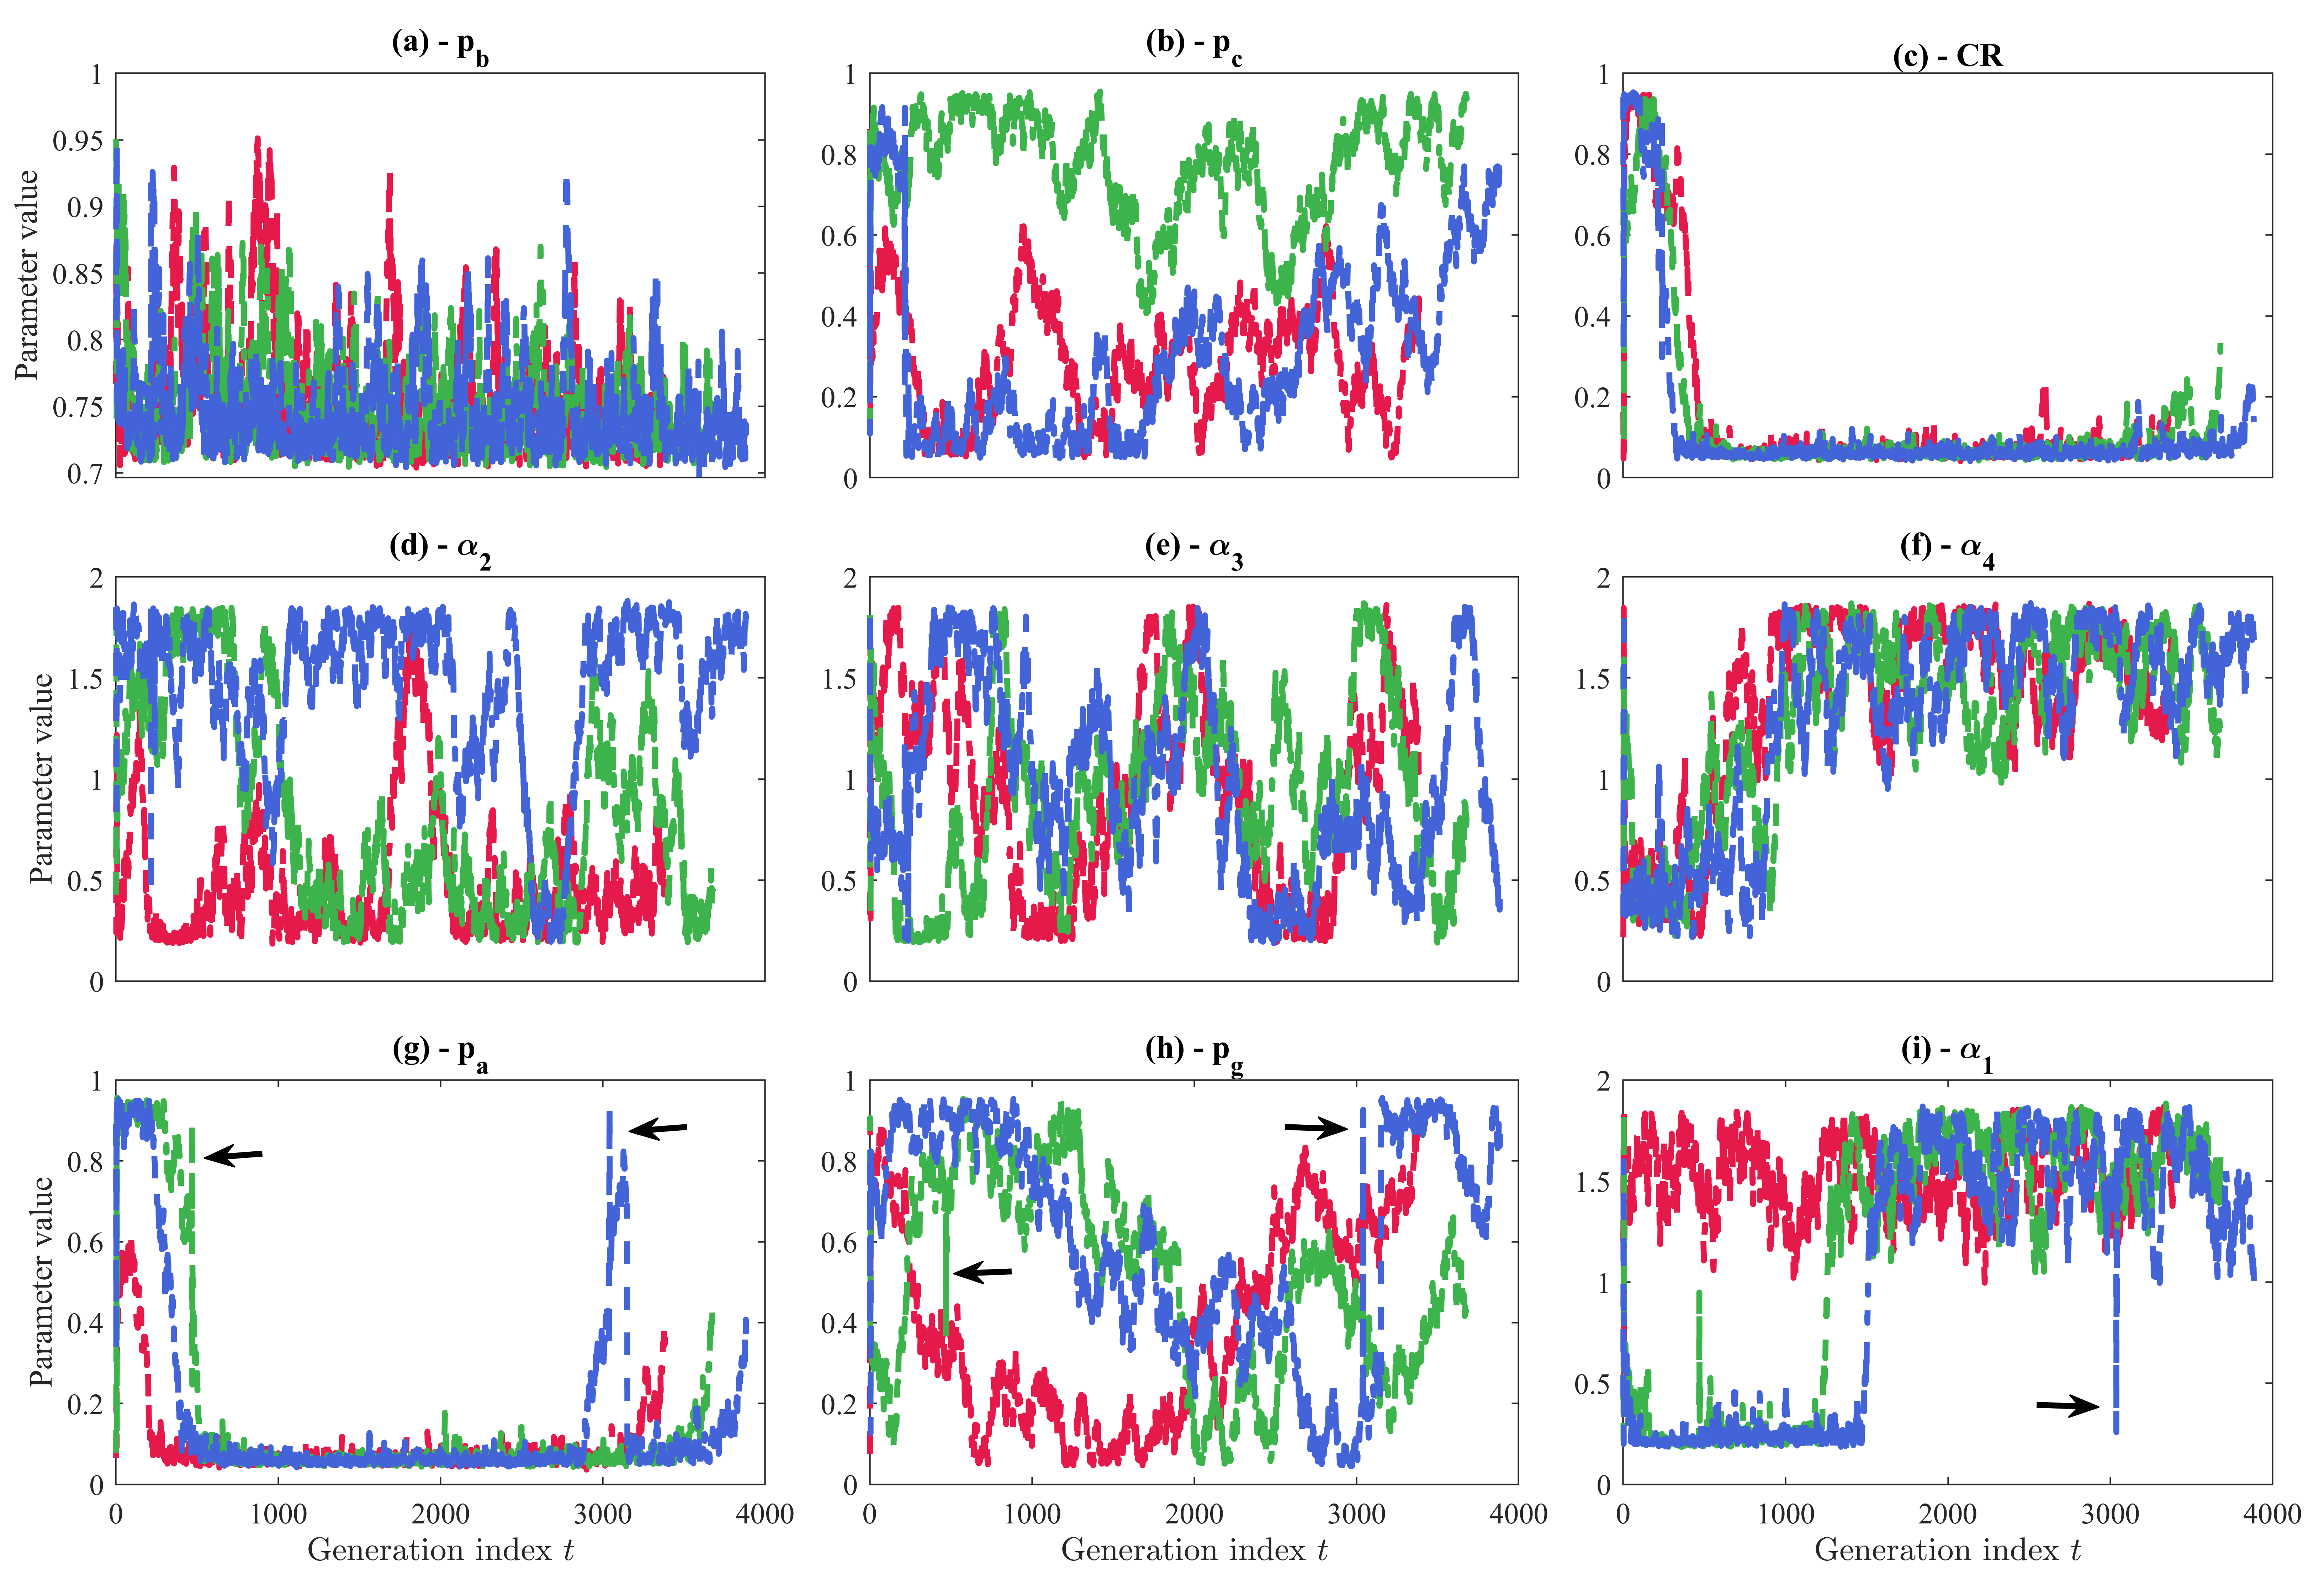 (a) - p_b
(b) - p_c
(c) - CR
Parameter value
1
0.95
0.9
0.85
0.8
0.75
0.7
1
0.8
0.6
0.4
0.2
0
1
0.8
0.6
0.4
0.2
0
(d) - α_2
(e) - α_3
(f) - α_4
Parameter value
2
1.5
1
0.5
0
2
1.5
1
0.5
0
2
1.5
1
0.5
0
(g) - p_a
(h) - p_g
(i) - α_1
Parameter value
1
0.8
0.6
0.4
0.2
0
1
0.8
0.6
0.4
0.2
0
2
1.5
1
0.5
0
0 1000 2000 3000 4000
0 1000 2000 3000 4000
0 1000 2000 3000 4000
Generation index t
Generation index t
Generation index t